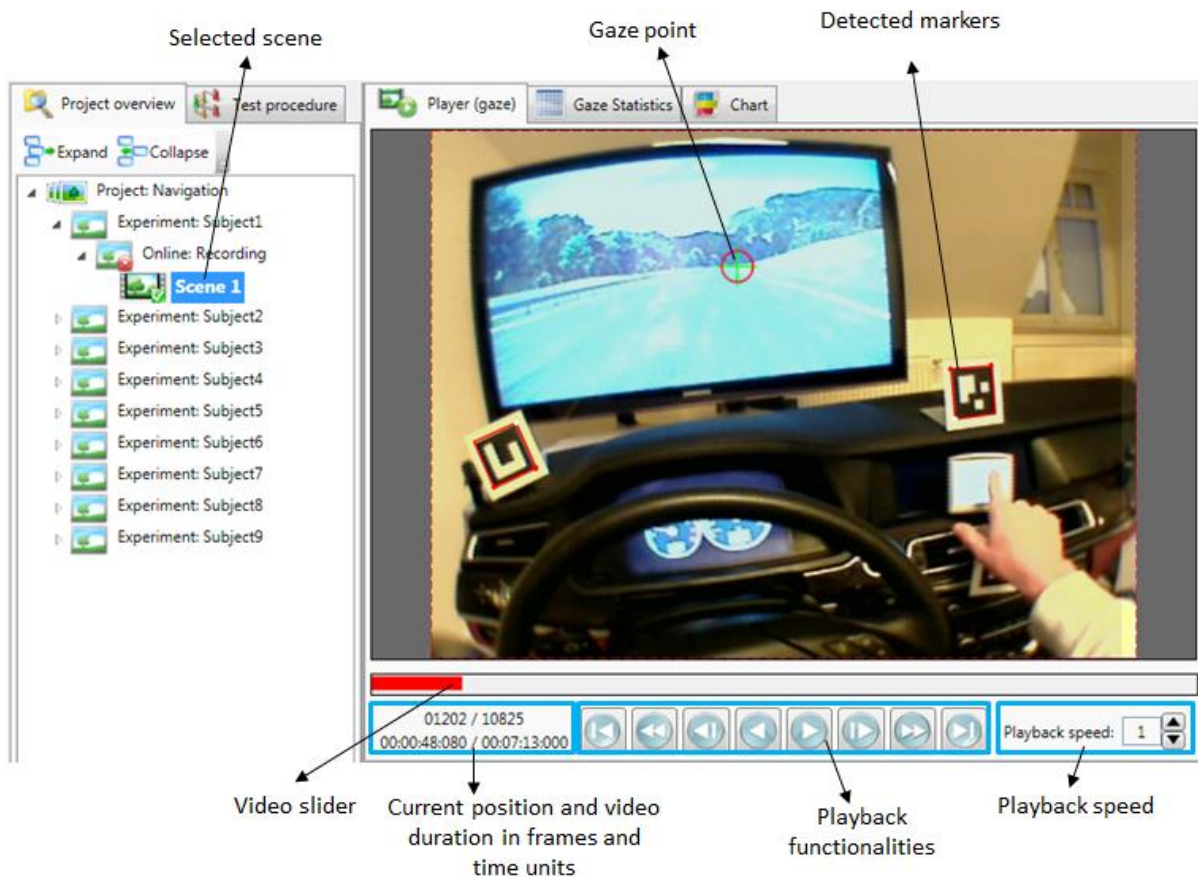 Selected scene
Gaze point
Detected markers
Project overview
Test procedure
Player (gaze)
Gaze Statistics
Chart
Expand
Collapse
Project: Navigation
Experiment: Subject1
Online: Recording
Scene 1
Experiment: Subject2
Experiment: Subject3
Experiment: Subject4
Experiment: Subject5
Experiment: Subject6
Experiment: Subject7
Experiment: Subject8
Experiment: Subject9
01202 / 10825
00:00:48:080 / 00:07:13:000
Playback speed: 1
Video slider
Current position and video
duration in frames and
time units
Playback
functionalities
Playback speed